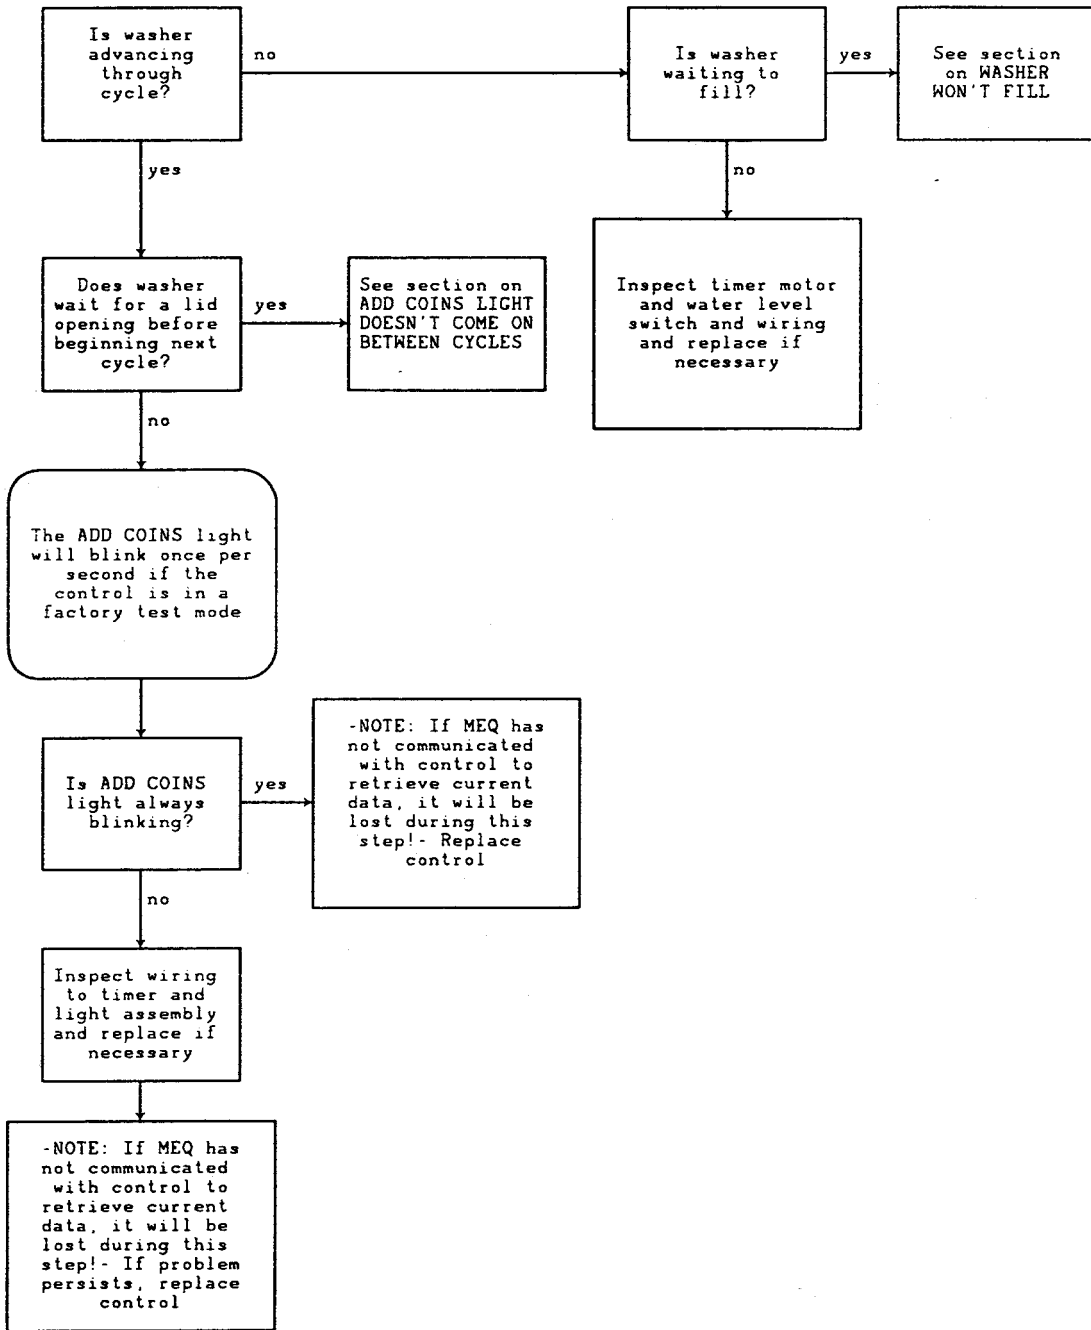 Is washer
advancing
through
cycle?
no
Is washer
waiting to
fill?
yes
See section
on WASHER
WON'T FILL
yes
no
Does washer
wait for a lid
opening before
beginning next
cycle?
yes
See section on
ADD COINS LIGHT
DOESN'T COME ON
BETWEEN CYCLES
Inspect timer motor
and water level
switch and wiring
and replace if
necessary
no
The ADD COINS light
will blink once per
second if the
control is in a
factory test mode
Is ADD COINS
light always
blinking?
yes
-NOTE: If MEQ has
not communicated
with control to
retrieve current
data, it will be
lost during this
step!- Replace
control
no
Inspect wiring
to timer and
light assembly
and replace if
necessary
-NOTE: If MEQ has
not communicated
with control to
retrieve current
data, it will be
lost during this
step!- If problem
persists, replace
control